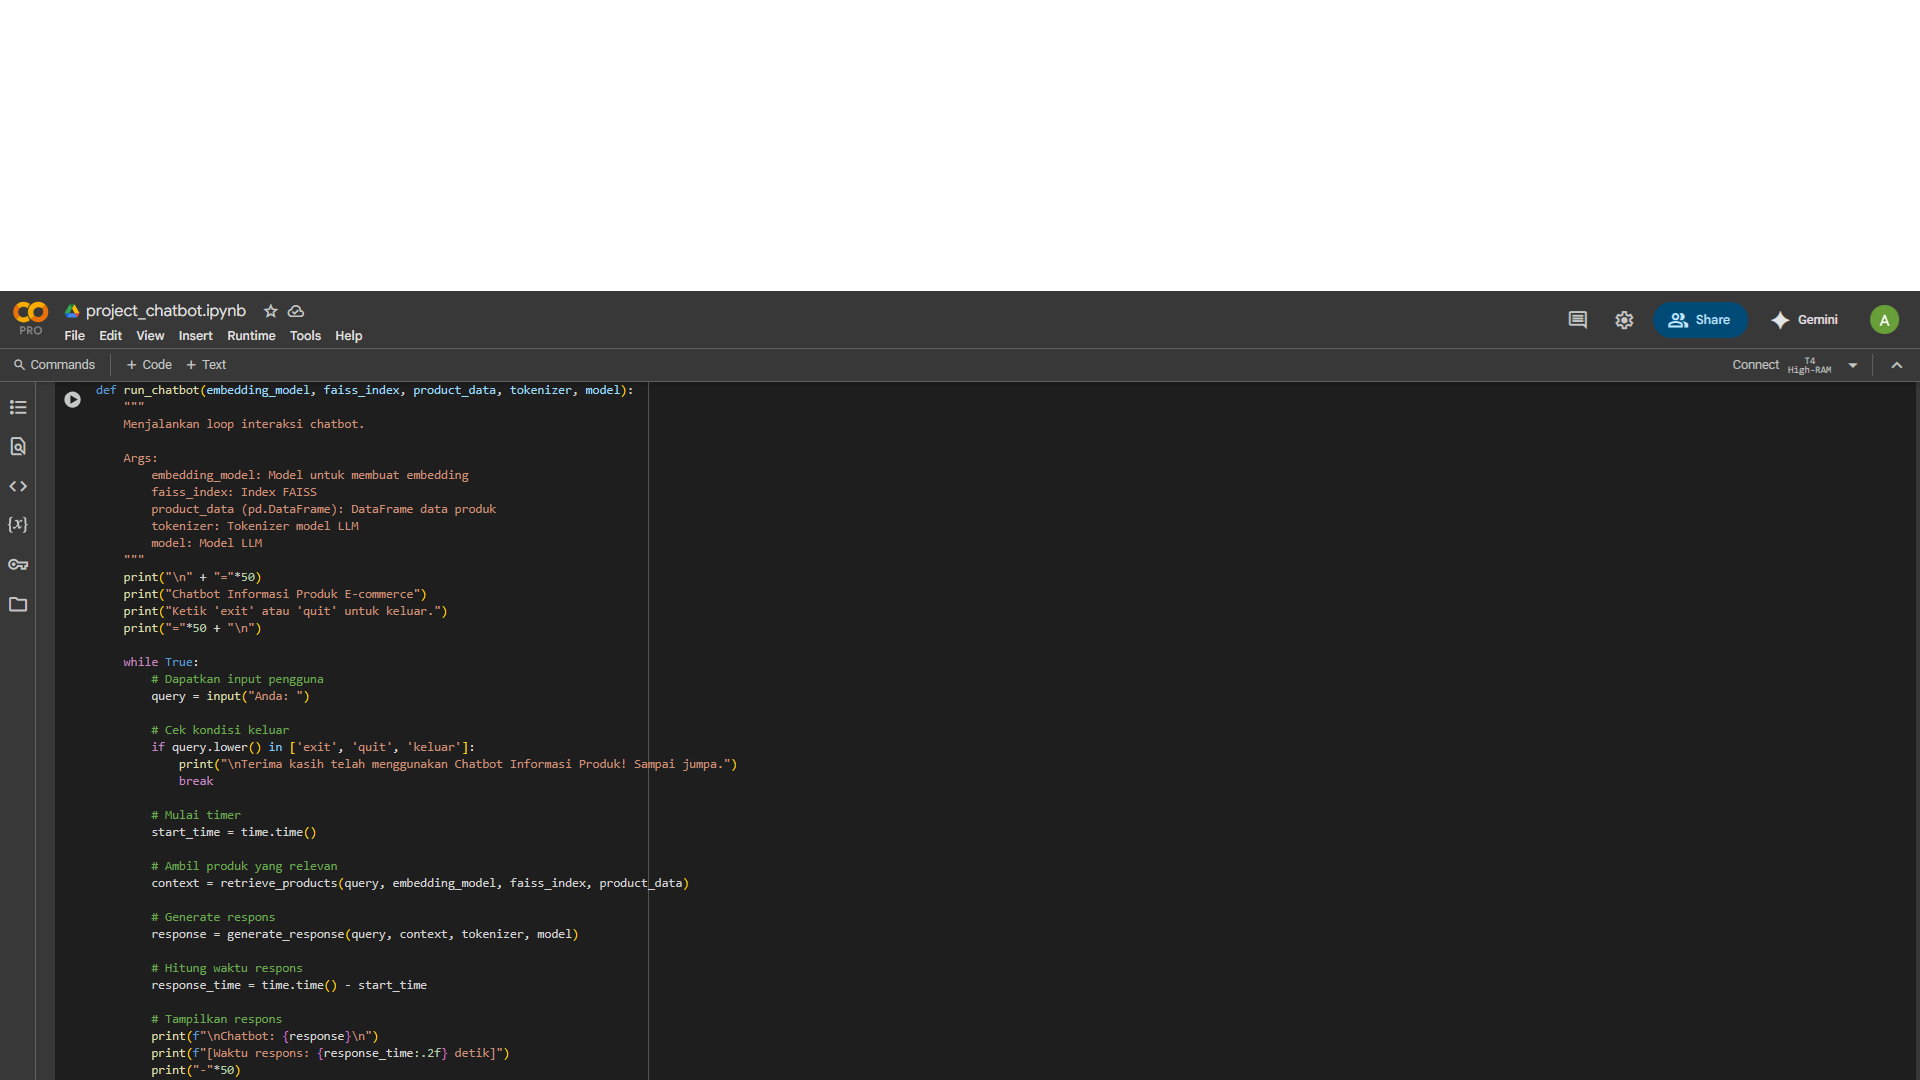 project_chatbot.ipynb
PRO
File Edit View Insert Runtime Tools Help
Share
Gemini
A
Commands + Code + Text
Connect T4 High-RAM
def run_chatbot(embedding_model, faiss_index, product_data, tokenizer, model):
    """
    Menjalankan loop interaksi chatbot.

    Args:
        embedding_model: Model untuk membuat embedding
        faiss_index: Index FAISS
        product_data (pd.DataFrame): DataFrame data produk
        tokenizer: Tokenizer model LLM
        model: Model LLM
    """
    print("\n" + "="*50)
    print("Chatbot Informasi Produk E-commerce")
    print("Ketik 'exit' atau 'quit' untuk keluar.")
    print("="*50 + "\n")

    while True:
        # Dapatkan input pengguna
        query = input("Anda: ")

        # Cek kondisi keluar
        if query.lower() in ['exit', 'quit', 'keluar']:
            print("\nTerima kasih telah menggunakan Chatbot Informasi Produk! Sampai jumpa.")
            break

        # Mulai timer
        start_time = time.time()

        # Ambil produk yang relevan
        context = retrieve_products(query, embedding_model, faiss_index, product_data)

        # Generate respons
        response = generate_response(query, context, tokenizer, model)

        # Hitung waktu respons
        response_time = time.time() - start_time

        # Tampilkan respons
        print(f"\nChatbot: {response}\n")
        print(f"[Waktu respons: {response_time:.2f} detik]")
        print("-"*50)